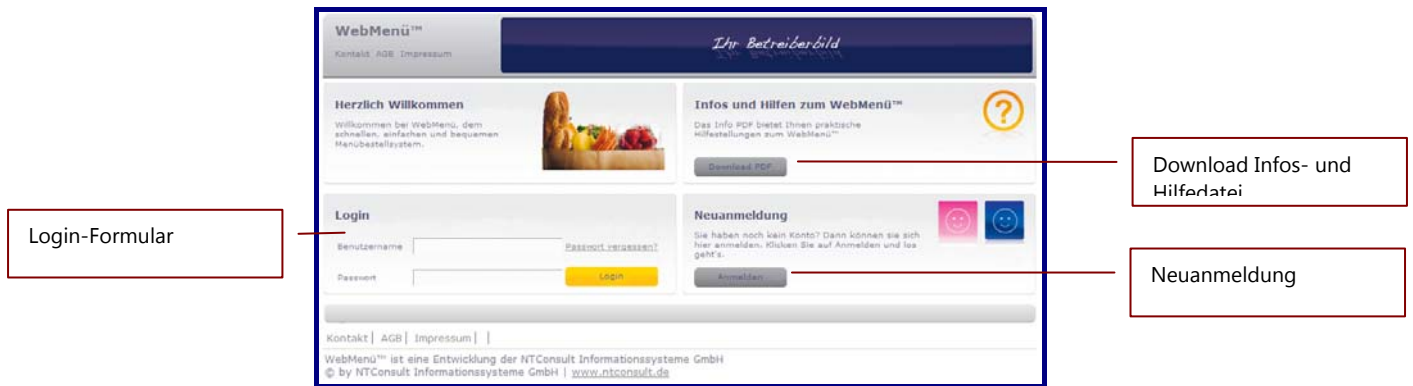 WebMenü™
Kontakt AGB Impressum
Ihr Betreiberbild
Herzlich Willkommen
Willkommen bei WebMenü, dem
schnellen, einfachen und bequemen
Menübestellsystem.
Infos und Hilfen zum WebMenü™
Das Info PDF bietet Ihnen praktische
Hilfestellungen zum WebMenü™
Download PDF
Download Infos- und
Hilfedatei
Login
Benutzername
Passwort vergessen?
Passwort
Login
Login-Formular
Neuanmeldung
Sie haben noch kein Konto? Dann können sie sich
hier anmelden. Klicken Sie auf Anmelden und los
geht's.
Anmelden
Neuanmeldung
Kontakt | AGB | Impressum | |
WebMenü™ ist eine Entwicklung der NTConsult Informationssysteme GmbH
© by NTConsult Informationssysteme GmbH | www.ntconsult.de